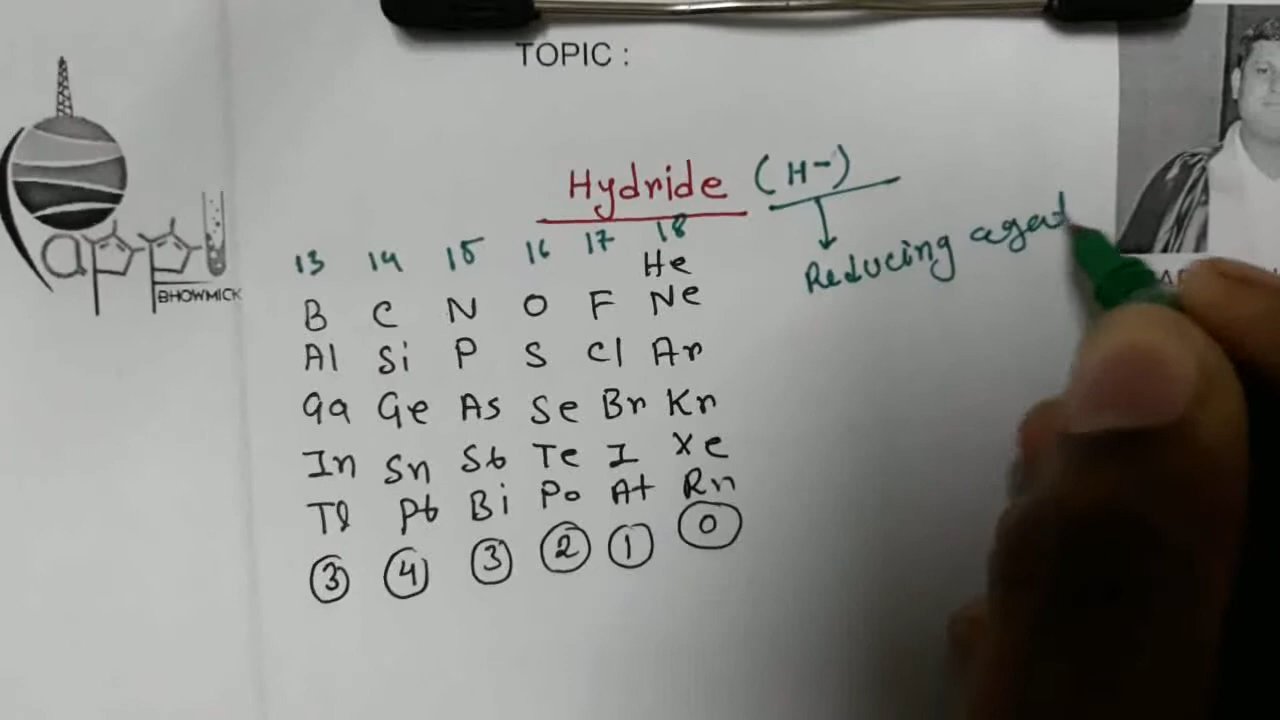 TOPIC :
Hydride (H-)
Reducing agent
13 14 15 16 17 18
He
B C N O F Ne
Al Si P S Cl Ar
Ga Ge As Se Br Kr
In Sn Sb Te I Xe
Tl Pb Bi Po At Rn
3 4 3 2 1 0
app
BHOWMICK